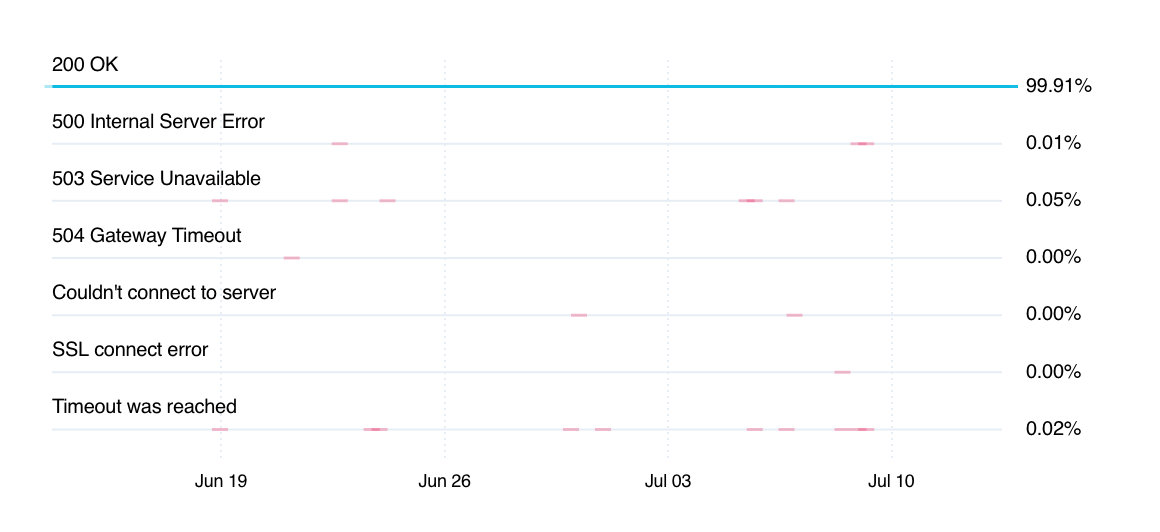 200 OK
99.91%
500 Internal Server Error
0.01%
503 Service Unavailable
0.05%
504 Gateway Timeout
0.00%
Couldn't connect to server
0.00%
SSL connect error
0.00%
Timeout was reached
0.02%
Jun 19 Jun 26 Jul 03 Jul 10